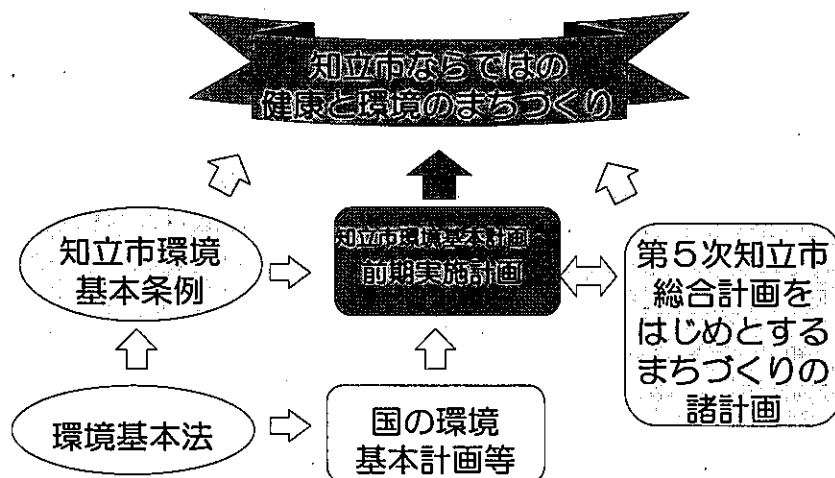 知立市ならではの
健康と環境のまちづくり
知立市環境
基本条例
知立市環境基本計画
前期実施計画
第5次知立市
総合計画を
はじめとする
まちづくりの
諸計画
環境基本法
国の環境
基本計画等